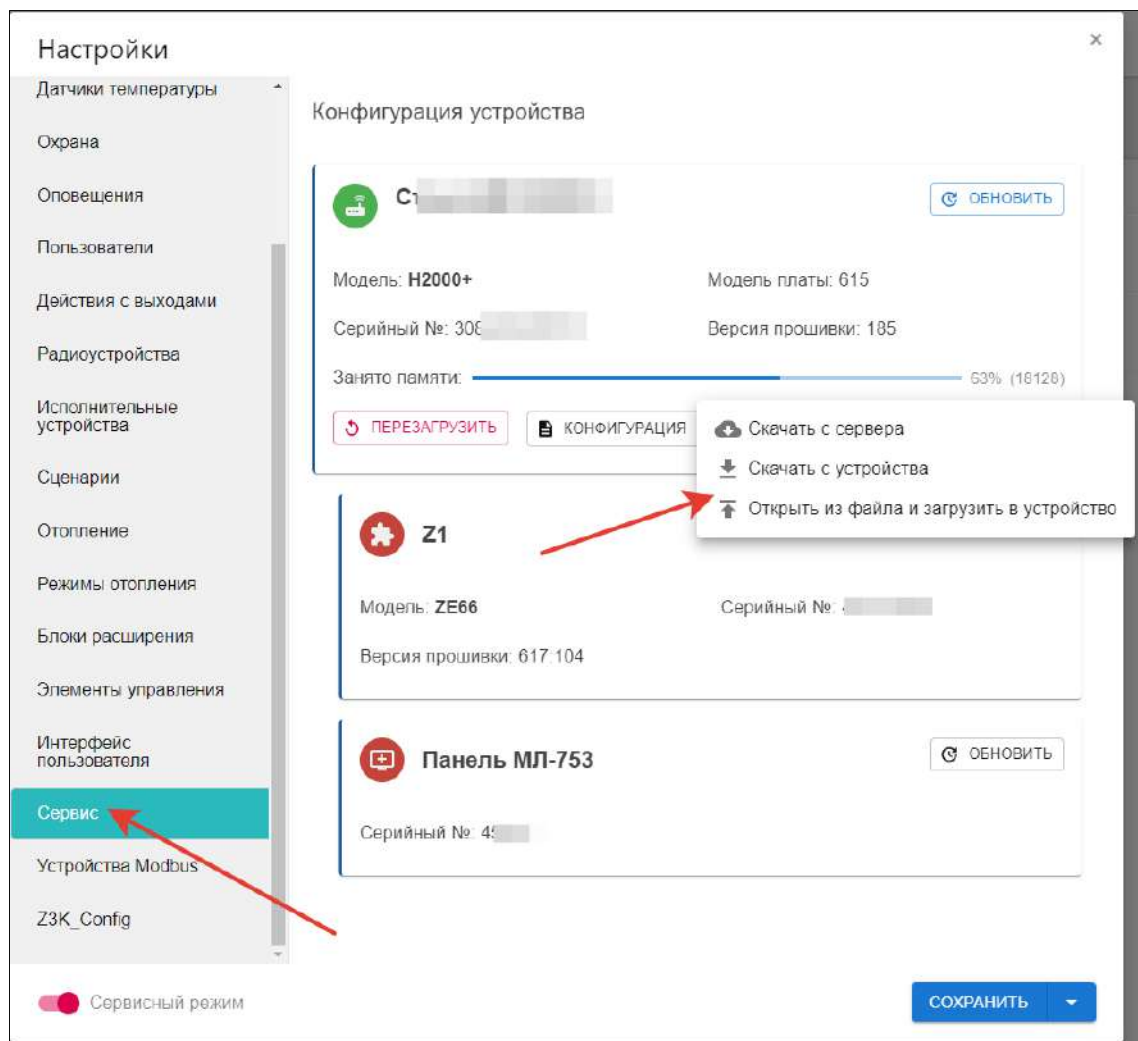 Настройки
×
Датчики температуры
Охрана
Оповещения
Пользователи
Действия с выходами
Радиоустройства
Исполнительные
устройства
Сценарии
Отопление
Режимы отопления
Блоки расширения
Элементы управления
Интерфейс
пользователя
Сервис
Устройства Modbus
Z3K_Config
Конфигурация устройства
ОБНОВИТЬ
Модель: H2000+
Модель платы: 615
Серийный №: 308
Версия прошивки: 185
Занято памяти: 63% (18128)
ПЕРЕЗАГРУЗИТЬ
КОНФИГУРАЦИЯ
Скачать с сервера
Скачать с устройства
Открыть из файла и загрузить в устройство
Z1
Модель: ZE66
Серийный №:
Версия прошивки: 617.104
Панель МЛ-753
ОБНОВИТЬ
Серийный №: 45
Сервисный режим
СОХРАНИТЬ